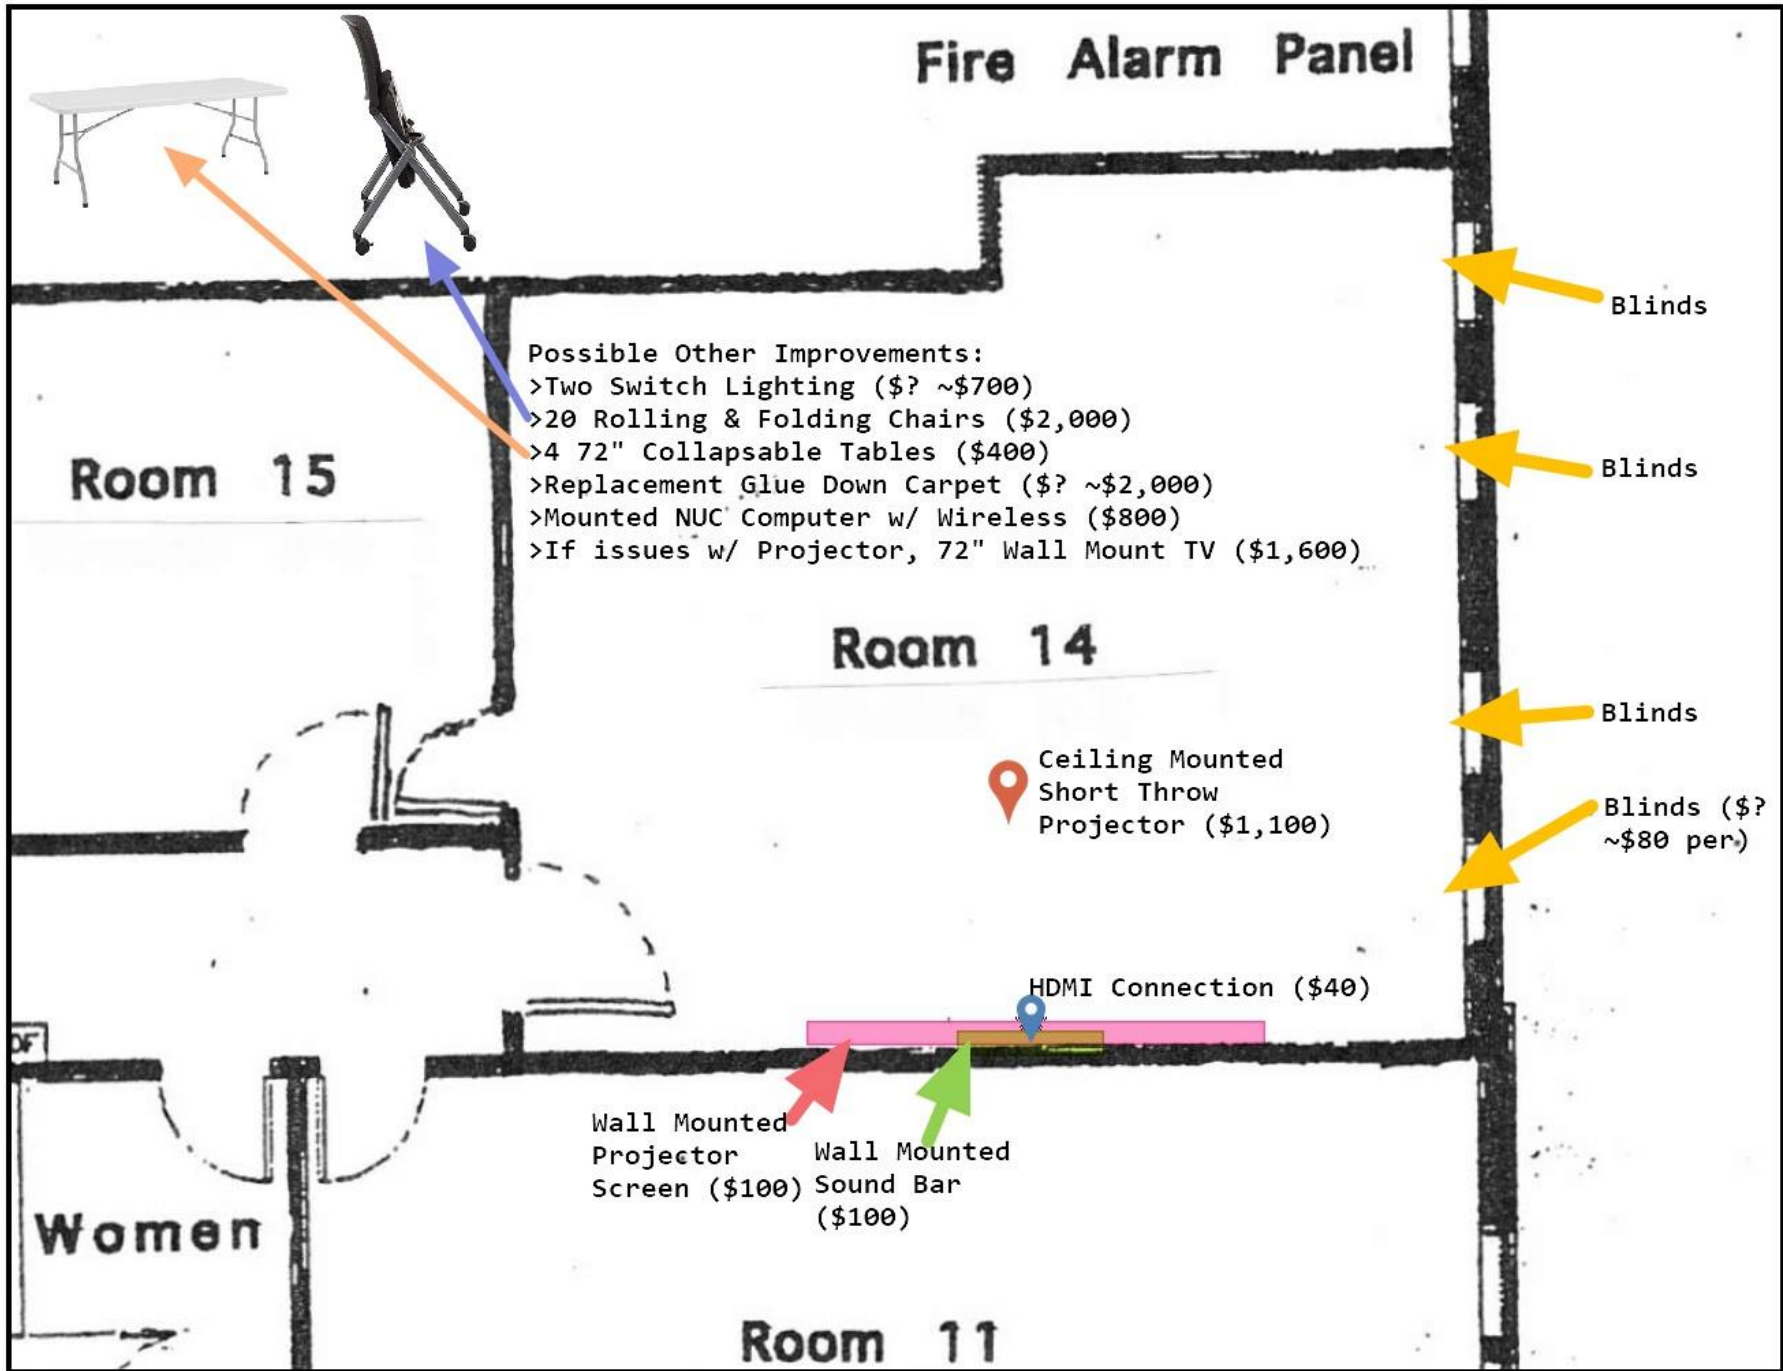 Fire Alarm Panel
Blinds
Possible Other Improvements:
>Two Switch Lighting ($? ~$700)
>20 Rolling & Folding Chairs ($2,000)
>4 72" Collapsable Tables ($400)
>Replacement Glue Down Carpet ($? ~$2,000)
>Mounted NUC Computer w/ Wireless ($800)
>If issues w/ Projector, 72" Wall Mount TV ($1,600)
Room 15
Blinds
Room 14
Blinds
Ceiling Mounted
Short Throw
Projector ($1,100)
Blinds ($?
~$80 per)
HDMI Connection ($40)
Wall Mounted
Projector
Screen ($100)
Wall Mounted
Sound Bar
($100)
Women
Room 11